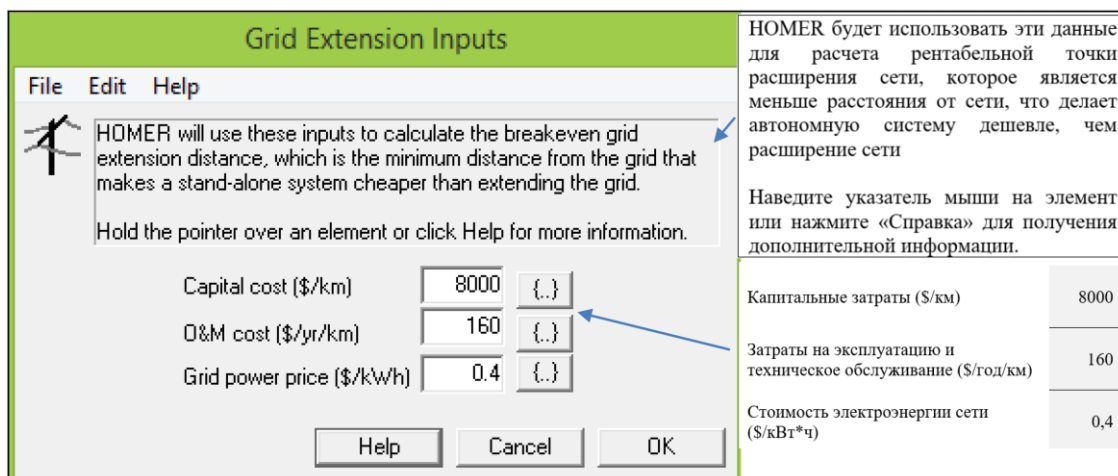 Grid Extension Inputs
File Edit Help
HOMER will use these inputs to calculate the breakeven grid
extension distance, which is the minimum distance from the grid that
makes a stand-alone system cheaper than extending the grid.
Hold the pointer over an element or click Help for more information.
Capital cost ($/km) 8000 {..}
O&M cost ($/yr/km) 160 {..}
Grid power price ($/kWh) 0.4 {..}
Help Cancel OK
HOMER будет использовать эти данные
для расчета рентабельной точки
расширения сети, которое является
меньше расстояния от сети, что делает
автономную систему дешевле, чем
расширение сети
Наведите указатель мыши на элемент
или нажмите «Справка» для получения
дополнительной информации.
Капитальные затраты ($/км) 8000
Затраты на эксплуатацию и
техническое обслуживание ($/год/км) 160
Стоимость электроэнергии сети
($/кВт*ч) 0,4